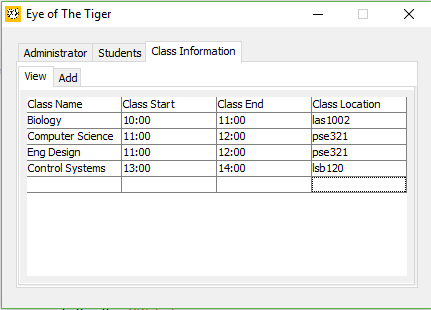 Eye of The Tiger
Administrator Students Class Information
View Add
Class Name Class Start Class End Class Location
Biology 10:00 11:00 las1002
Computer Science 11:00 12:00 pse321
Eng Design 11:00 12:00 pse321
Control Systems 13:00 14:00 lsb120